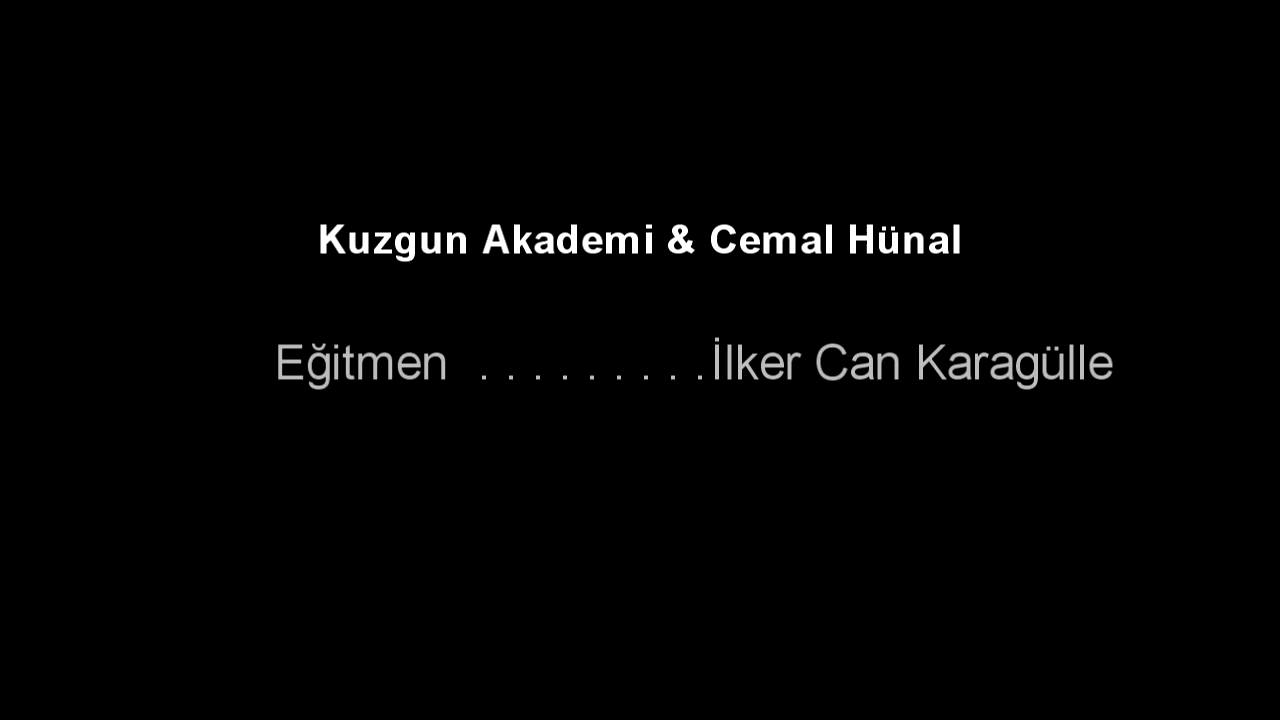 Kuzgun Akademi & Cemal Hünal
Eğitmen . . . . . . . . . İlker Can Karagülle